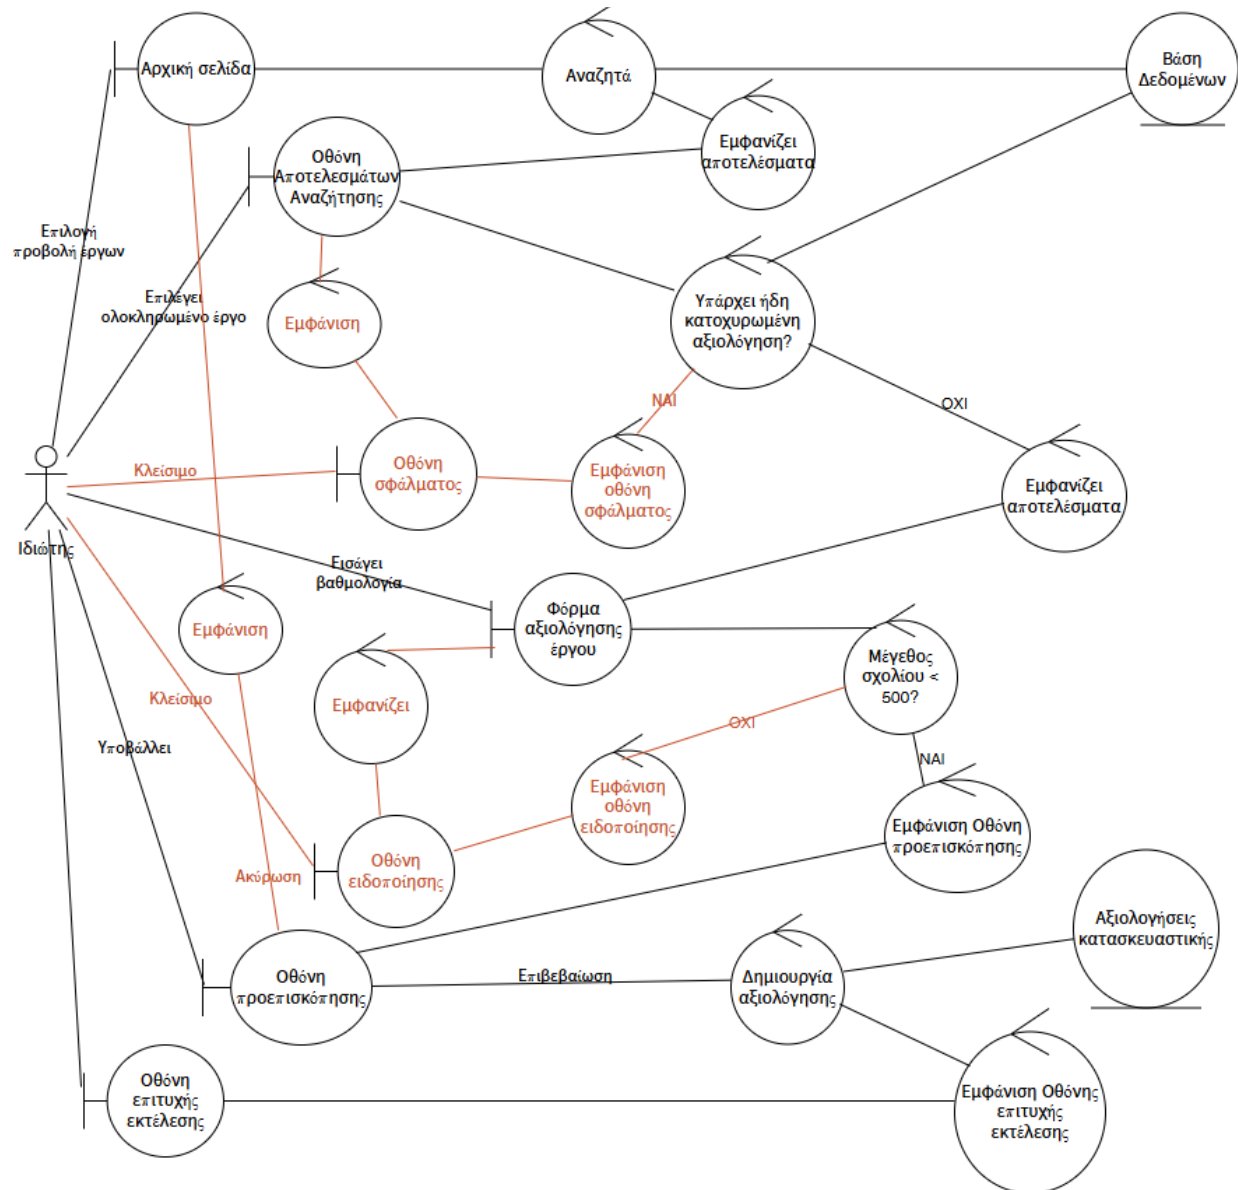 Αρχική σελίδα
Αναζητά
Βάση
Δεδομένων
Εμφανίζει
αποτελέσματα
Οθόνη
Αποτελεσμάτων
Αναζήτησης
Επιλογή
προβολή έργων
Επιλέγει
ολοκληρωμένο έργο
Εμφάνιση
Υπάρχει ήδη
κατοχυρωμένη
αξιολόγηση?
ΝΑΙ
ΟΧΙ
Κλείσιμο
Οθόνη
σφάλματος
Εμφάνιση
οθόνη
σφάλματος
Εμφανίζει
αποτελέσματα
Ιδιώτης
Εισάγει
βαθμολογία
Εμφάνιση
Φόρμα
αξιολόγησης
έργου
Μέγεθος
σχολίου <
500?
Κλείσιμο
Εμφανίζει
ΟΧΙ
Υποβάλλει
ΝΑΙ
Εμφάνιση
οθόνη
ειδοποίησης
Εμφάνιση Οθόνη
προεπισκόπησης
Ακύρωση
Οθόνη
ειδοποίησης
Αξιολογήσεις
κατασκευαστικής
Οθόνη
προεπισκόπησης
Επιβεβαίωση
Δημιουργία
αξιολόγησης
Οθόνη
επιτυχής
εκτέλεσης
Εμφάνιση Οθόνης
επιτυχής
εκτέλεσης